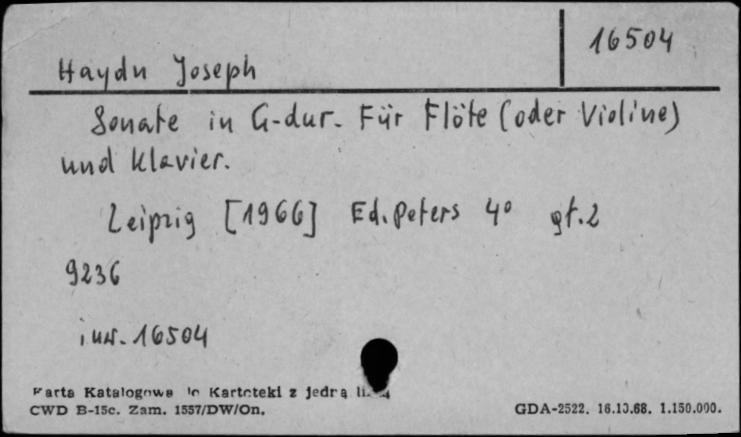 16504
Haydn Joseph
Sonate in G-dur. Für Flöte (oder Violine)
und Klavier.
Leipzig [1966] Ed. Peters 4° gł.2
9236
inw. 16504
Karta Katalogowa do Kartoteki z jedrą
CWD B-15c. Zam. 1557/DW/On. GDA-2522. 16.10.68. 1.150.000.